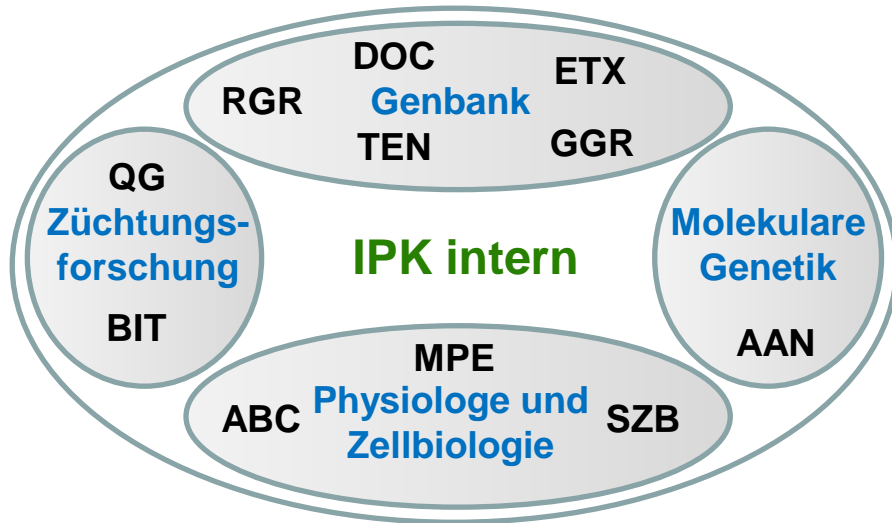 DOC
ETX
RGR
Genbank
TEN
GGR
QG
Züchtungs-
forschung
BIT
IPK intern
Molekulare
Genetik
AAN
MPE
ABC
Physiologe und
Zellbiologie
SZB